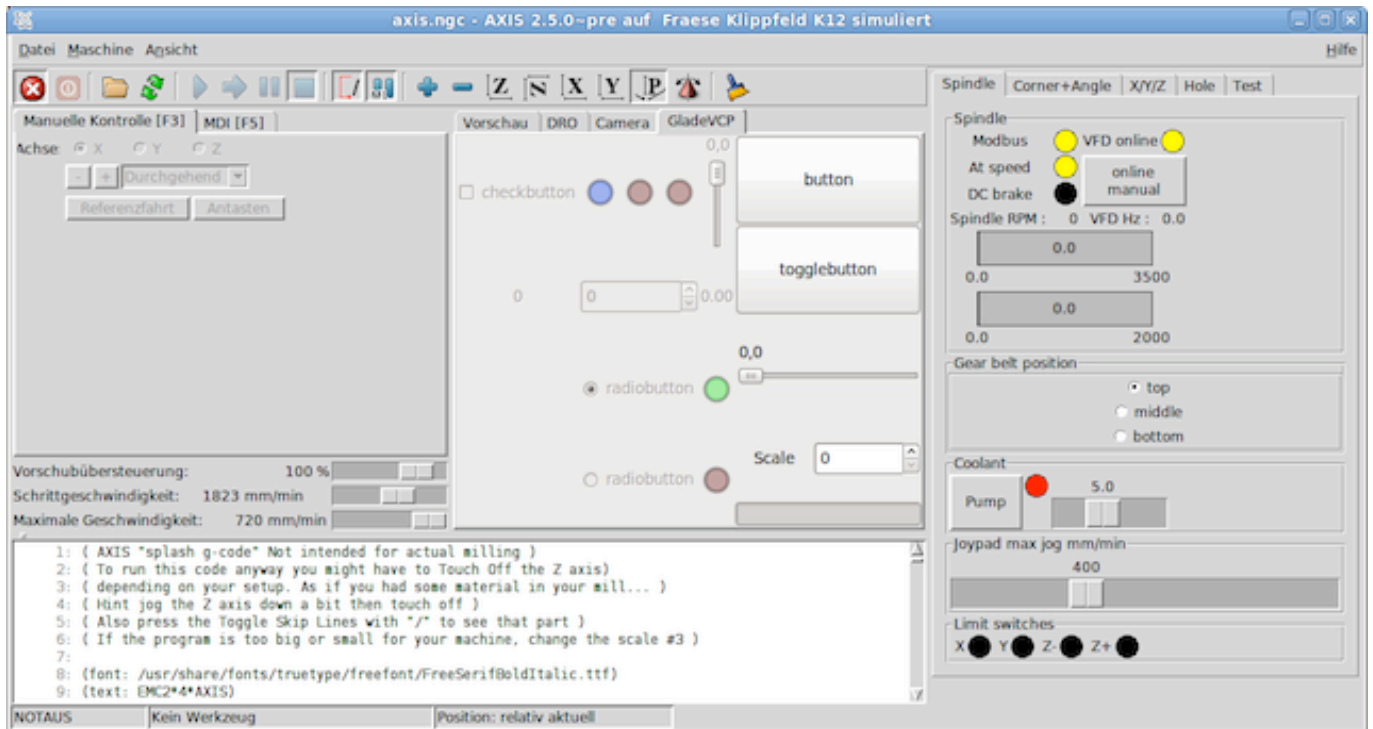 axis.ngc - AXIS 2.5.0~pre auf Fraese Klippfeld K12 simuliert
Datei Maschine Ansicht Hilfe
Z N X Y P
Manuelle Kontrolle [F3] MDI [F5]
Achse: X Y Z
- + Durchgehend
Referenzfahrt Antasten
Vorschubübersteuerung: 100 %
Schrittgeschwindigkeit: 1823 mm/min
Maximale Geschwindigkeit: 720 mm/min
Vorschau DRO Camera GladeVCP
0,0
checkbutton
button
togglebutton
0 0 0.00
0,0
radiobutton
Scale 0
radiobutton
Spindle Corner+Angle X/Y/Z Hole Test
Spindle
Modbus VFD online
At speed
online
manual
DC brake
Spindle RPM : 0 VFD Hz : 0.0
0.0
0.0 3500
0.0
0.0 2000
Gear belt position
top
middle
bottom
Coolant
Pump 5.0
Joypad max jog mm/min
400
Limit switches
X Y Z- Z+
1: ( AXIS "splash g-code" Not intended for actual milling )
2: ( To run this code anyway you might have to Touch Off the Z axis)
3: ( depending on your setup. As if you had some material in your mill... )
4: ( Hint jog the Z axis down a bit then touch off )
5: ( Also press the Toggle Skip Lines with "/" to see that part )
6: ( If the program is too big or small for your machine, change the scale #3 )
7:
8: (font: /usr/share/fonts/truetype/freefont/FreeSerifBoldItalic.ttf)
9: (text: EMC2*4*AXIS)
NOTAUS Kein Werkzeug Position: relativ aktuell